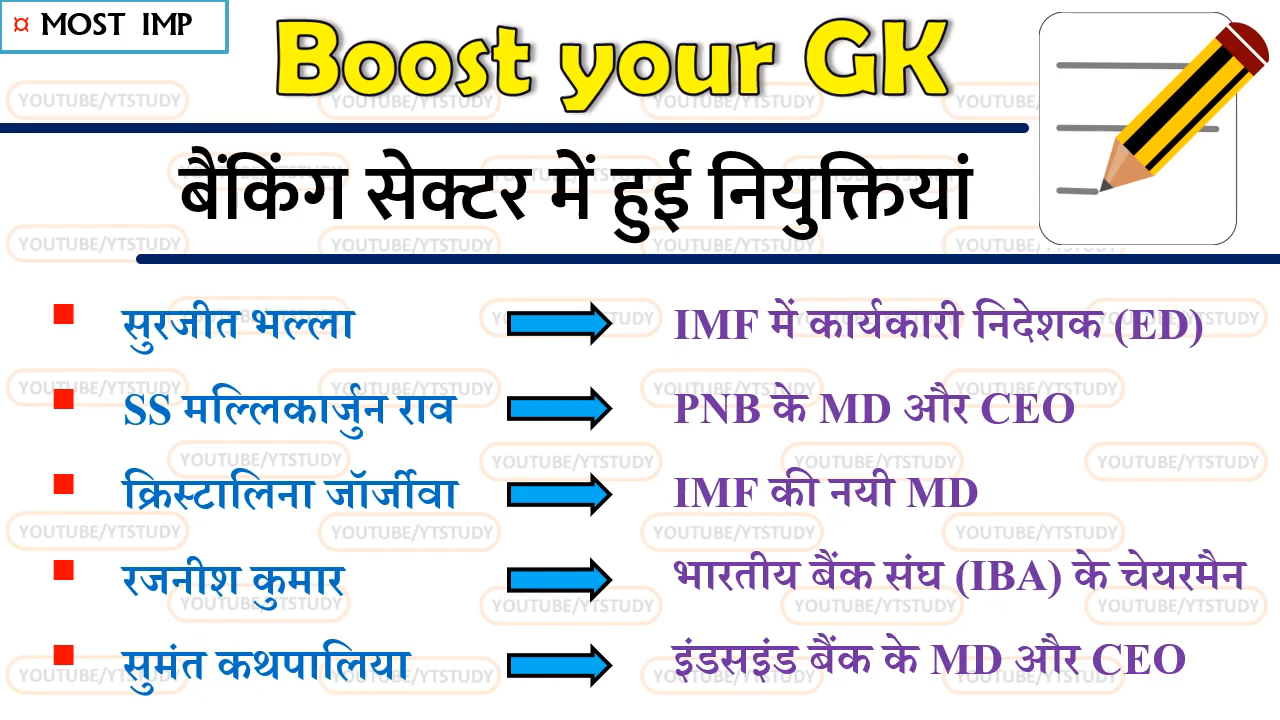 ¤ MOST IMP
Boost your GK
बैंकिंग सेक्टर में हुई नियुक्तियां
सुरजीत भल्ला IMF में कार्यकारी निदेशक (ED)
SS मल्लिकार्जुन राव PNB के MD और CEO
क्रिस्टालिना जॉर्जीवा IMF की नयी MD
रजनीश कुमार भारतीय बैंक संघ (IBA) के चेयरमैन
सुमंत कथपालिया इंडसइंड बैंक के MD और CEO
YOUTUBE/YTSTUDY